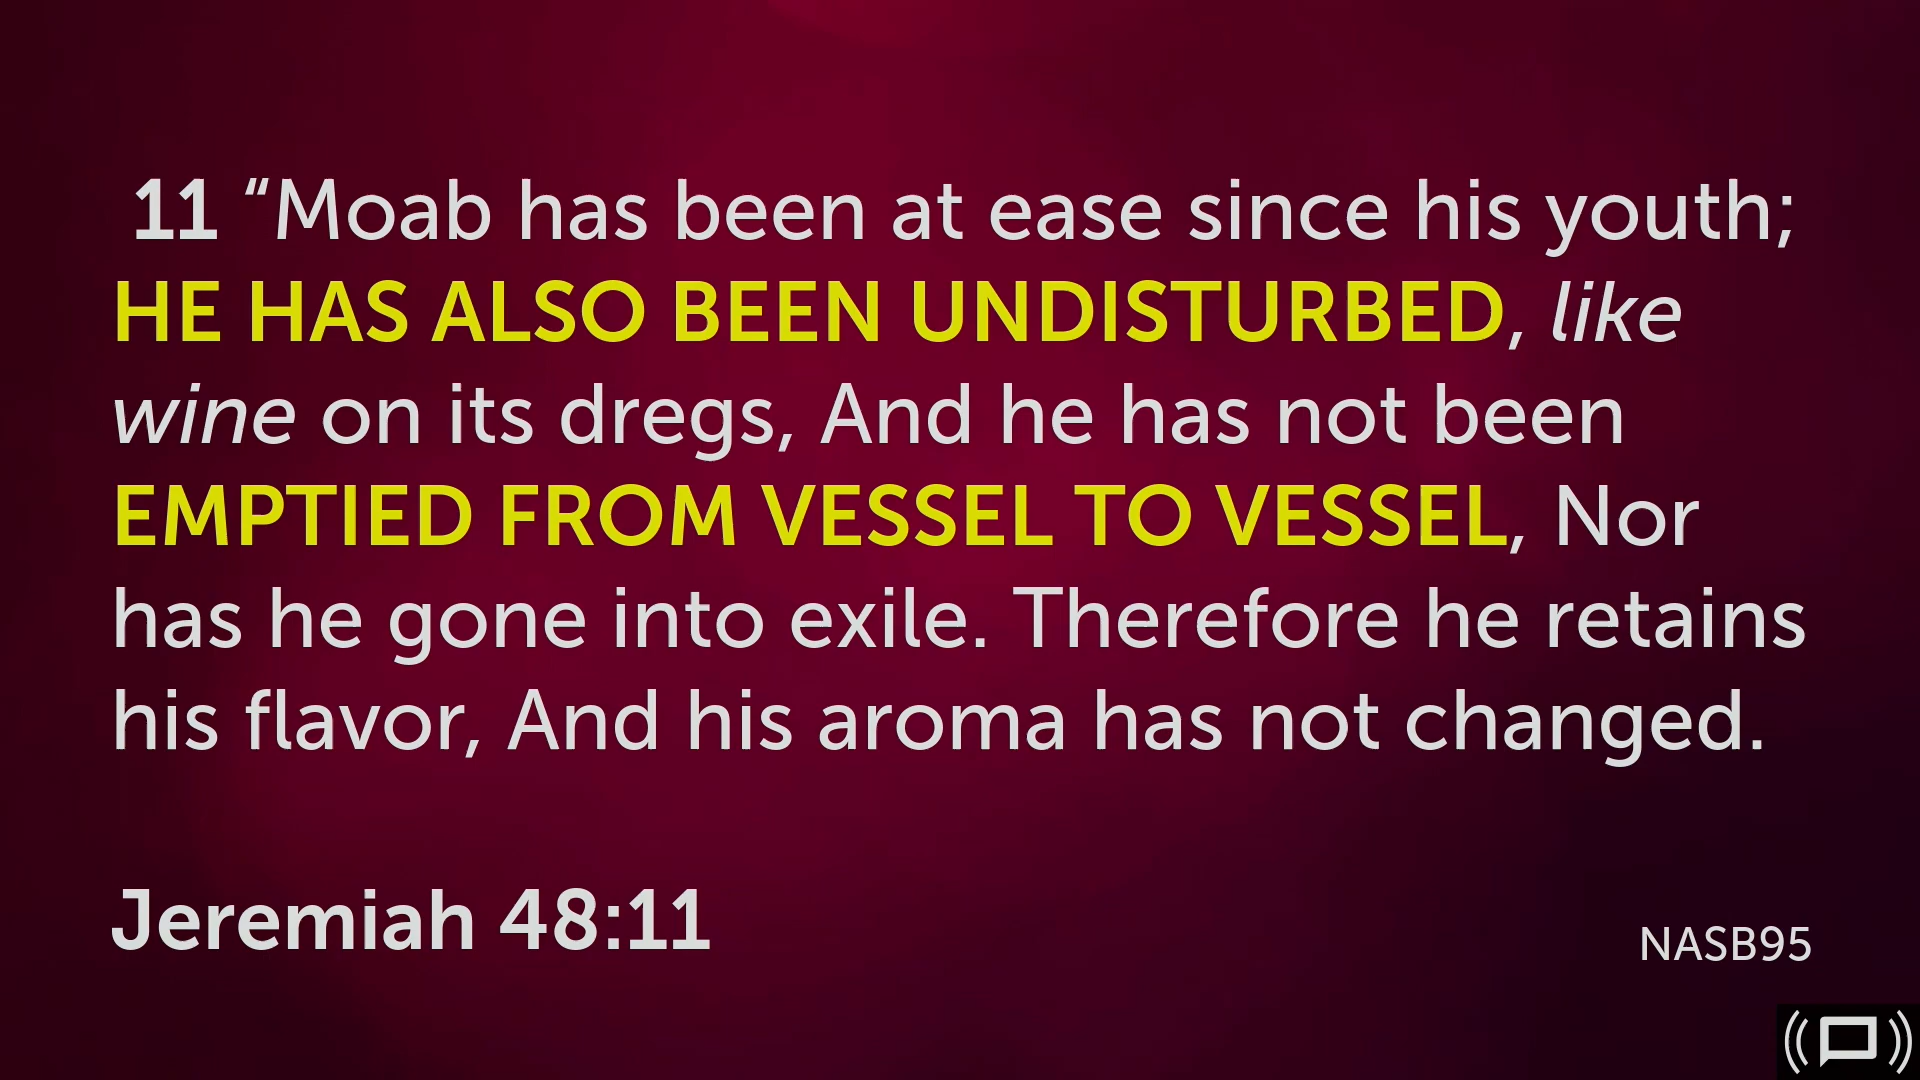 11 “Moab has been at ease since his youth;
HE HAS ALSO BEEN UNDISTURBED, like
wine on its dregs, And he has not been
EMPTIED FROM VESSEL TO VESSEL, Nor
has he gone into exile. Therefore he retains
his flavor, And his aroma has not changed.
Jeremiah 48:11
NASB95